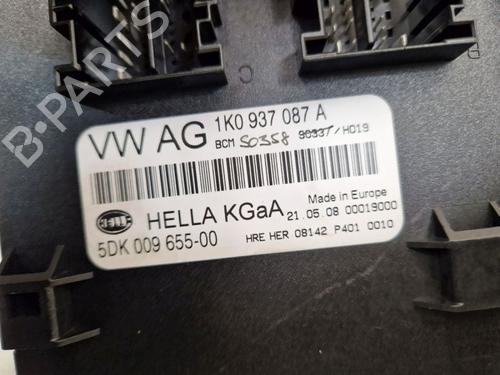 VW AG 1K0 937 087 A
BCM S0358 90337/H019
Made in Europe
HELLA KGaA 21.05.08 00019000
5DK 009 655-00 HRE HER 08142 P401 0010
B-PARTS